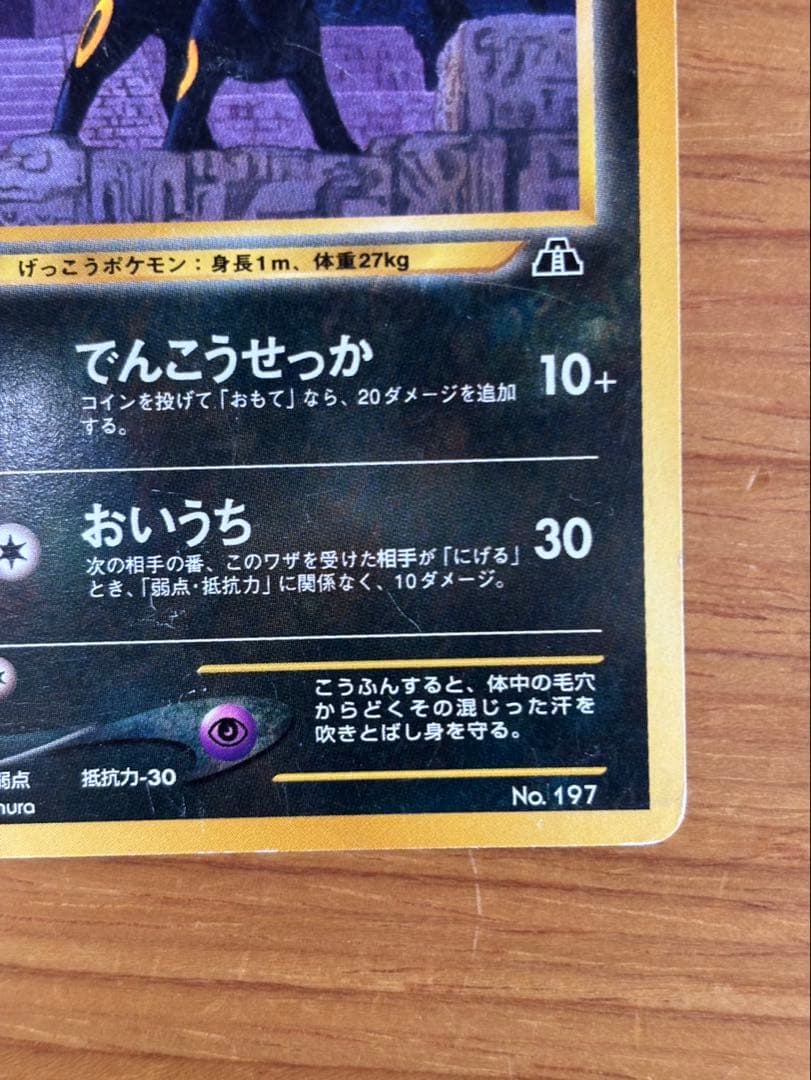 げっこうポケモン：身長1m、体重27kg
でんこうせっか 10+
コインを投げて「おもて」なら、20ダメージを追加
する。
おいうち 30
次の相手の番、このワザを受けた相手が「にげる」
とき、「弱点・抵抗力」に関係なく、10ダメージ。
こうふんすると、体中の毛穴
からどくその混じった汗を
吹きとばし身を守る。
弱点 抵抗力-30
No. 197